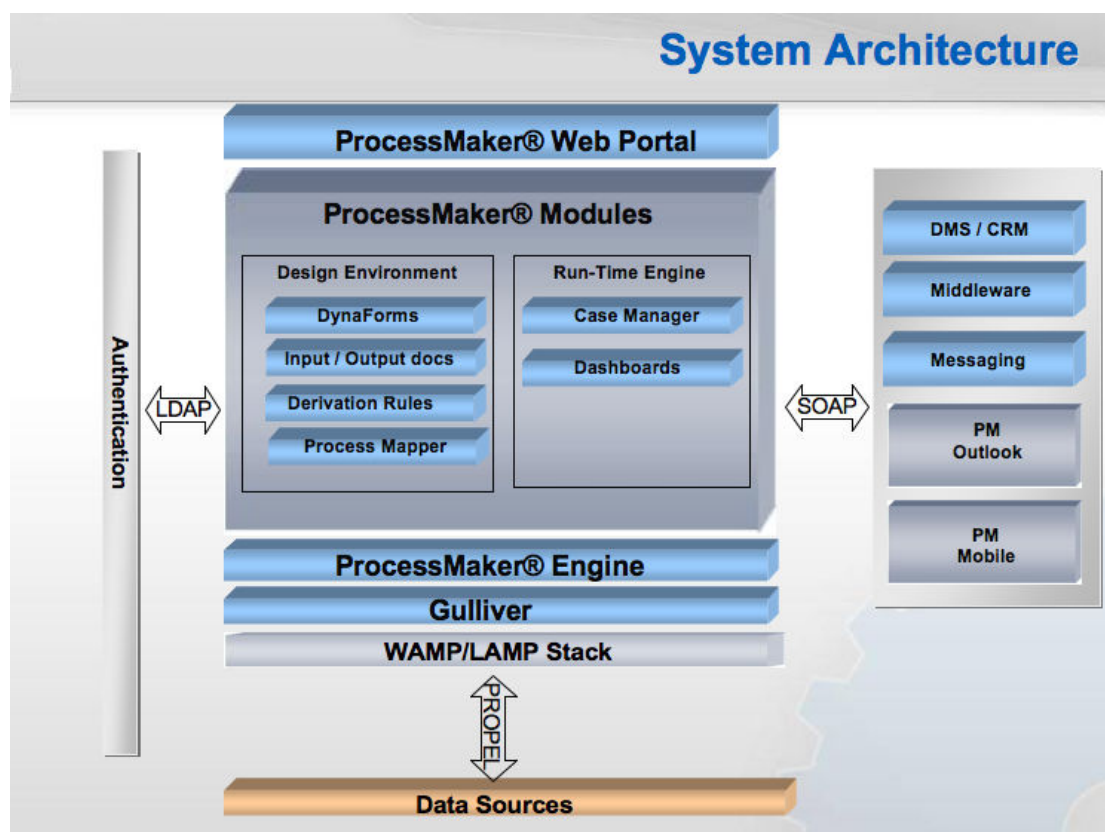 System Architecture
ProcessMaker® Web Portal
ProcessMaker® Modules
Design Environment
DynaForms
Input / Output docs
Derivation Rules
Process Mapper
Run-Time Engine
Case Manager
Dashboards
Authentication
LDAP
SOAP
DMS / CRM
Middleware
Messaging
PM
Outlook
PM
Mobile
ProcessMaker® Engine
Gulliver
WAMP/LAMP Stack
PROPEL
Data Sources